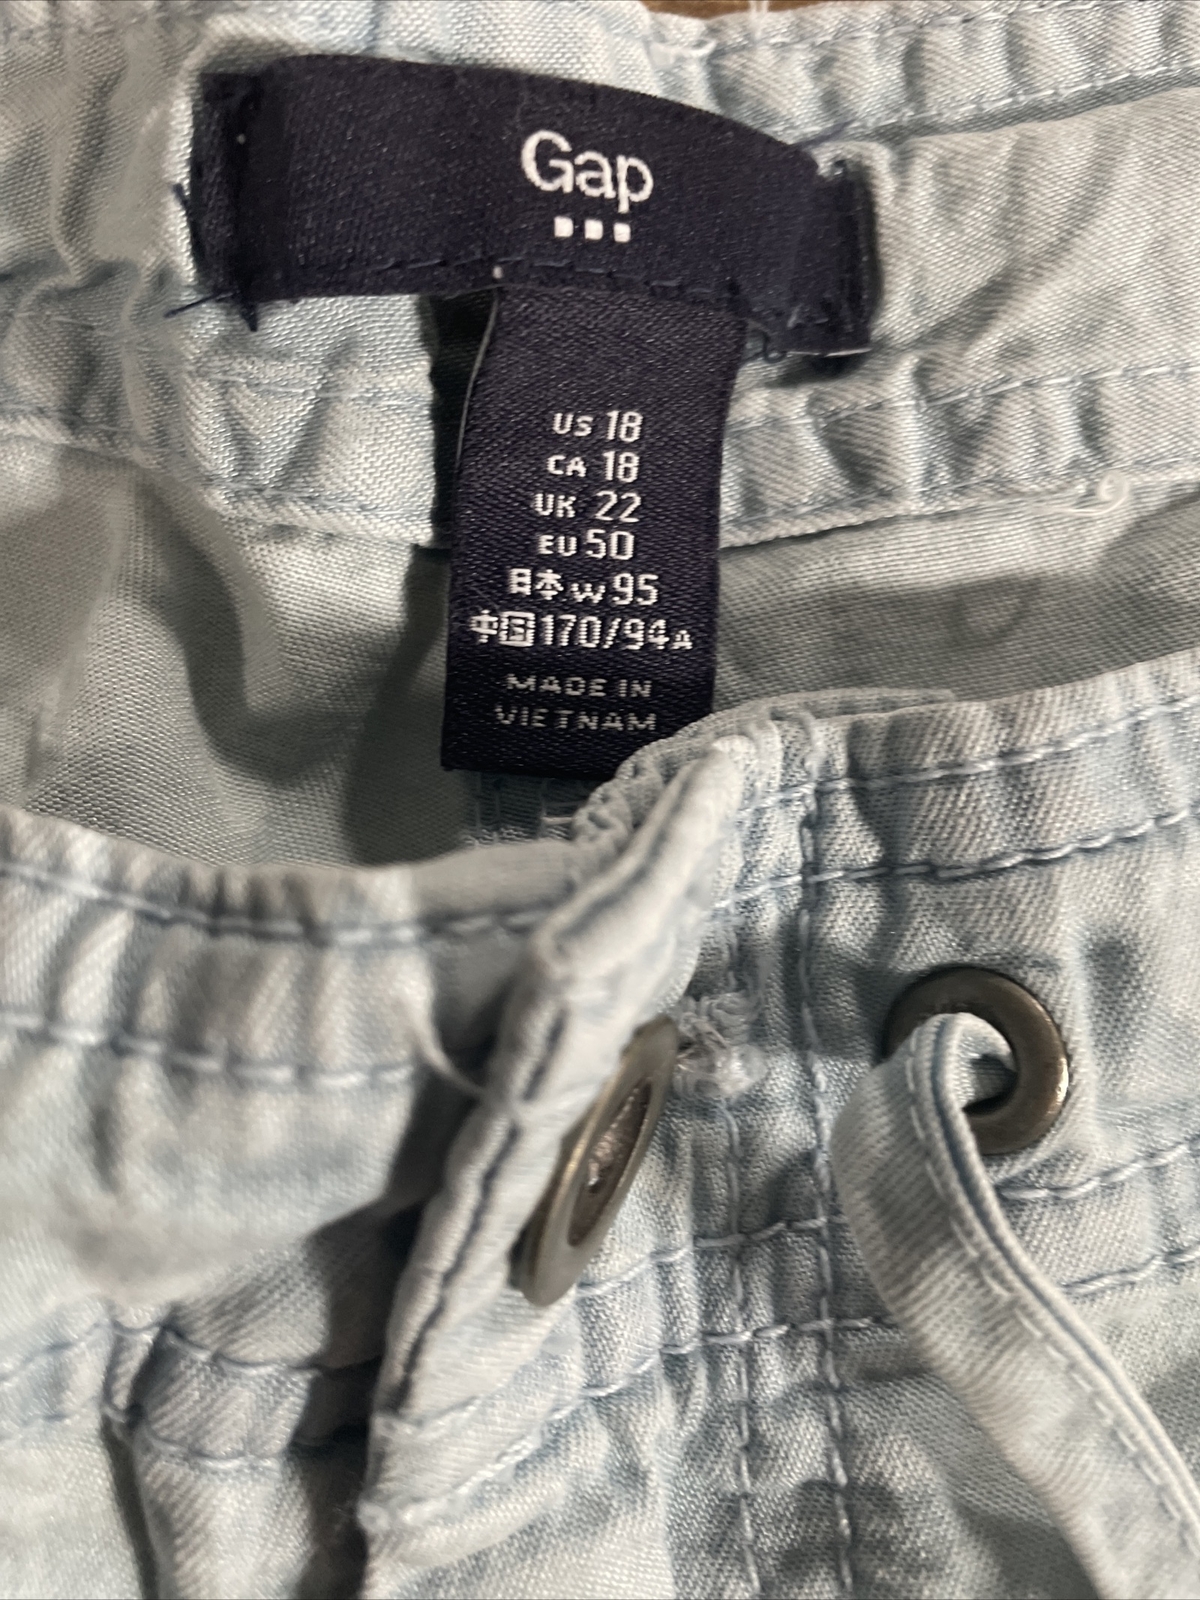 Gap
US 18
CA 18
UK 22
EU 50
日本 W 95
中国 170/94A
MADE IN
VIETNAM